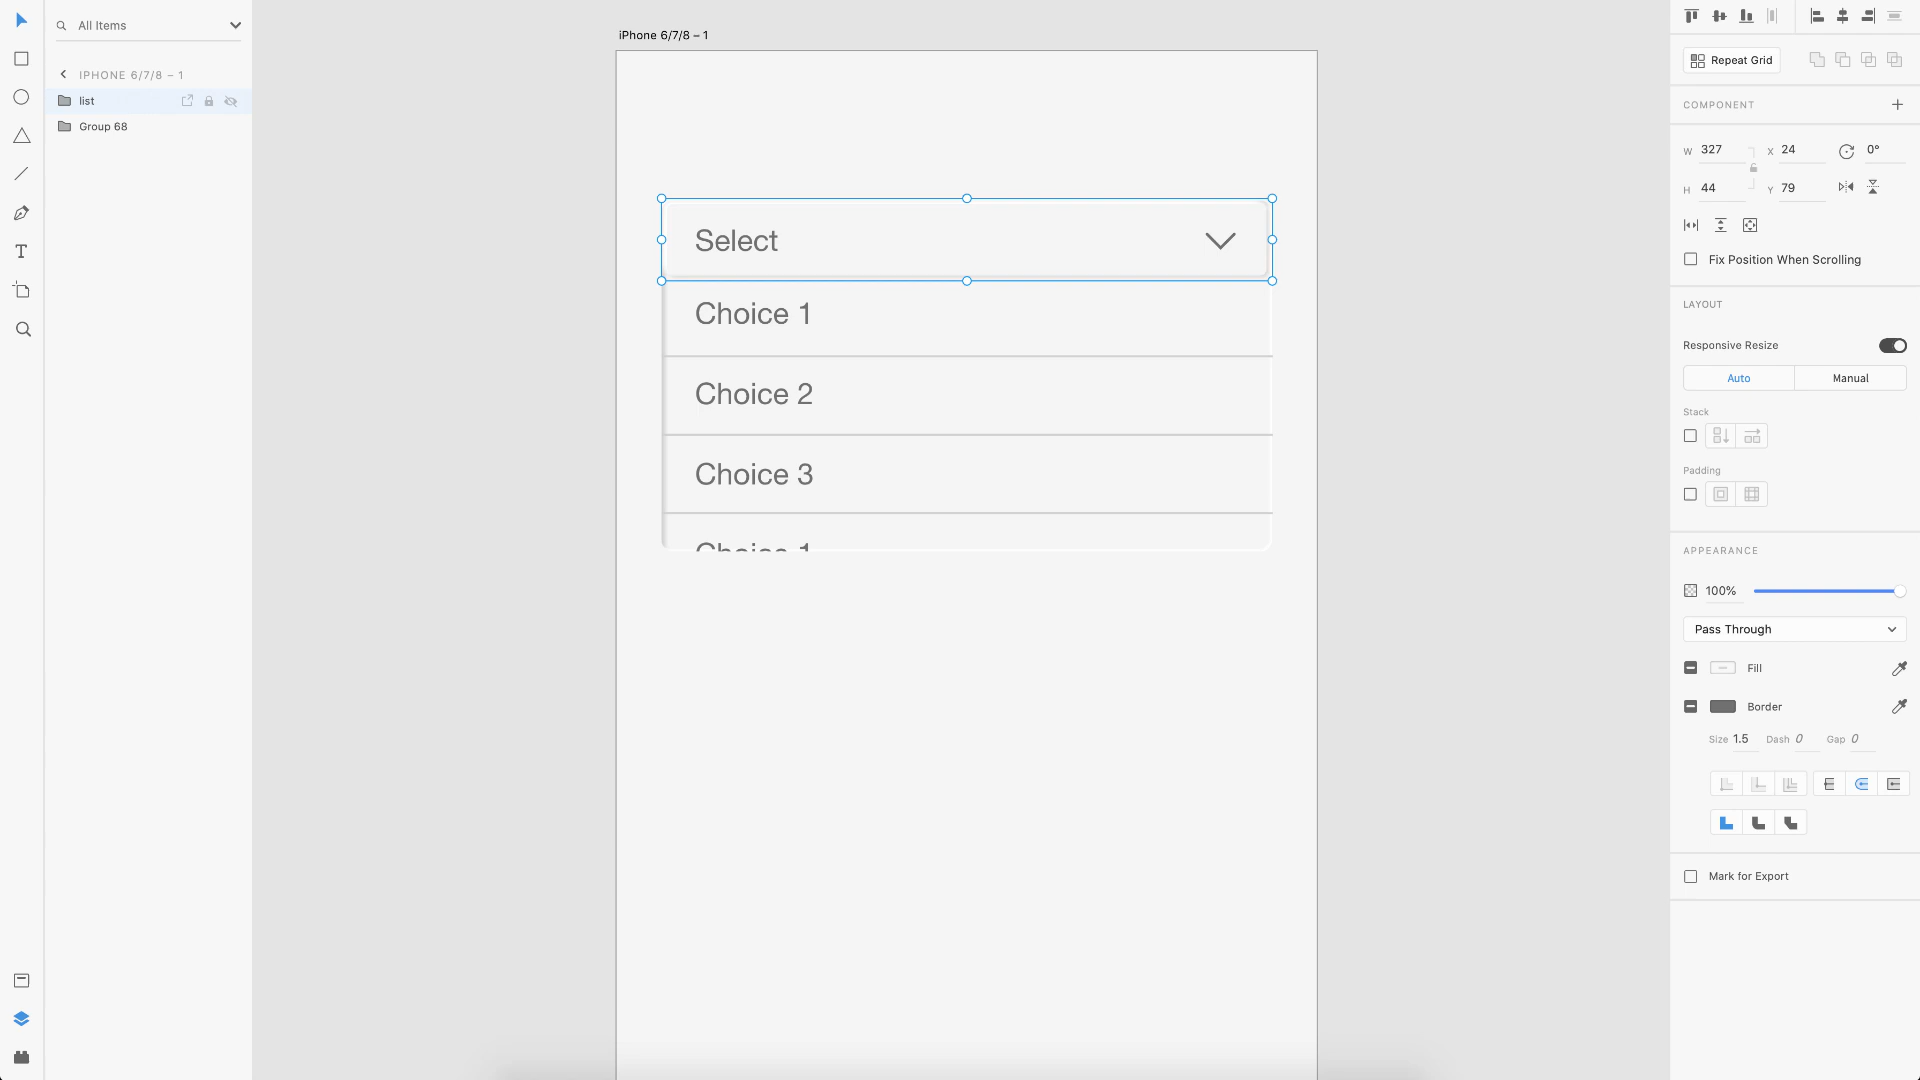 All Items
IPHONE 6/7/8 – 1
list
Group 68
iPhone 6/7/8 – 1
Select
Choice 1
Choice 2
Choice 3
Choice 1
Repeat Grid
COMPONENT
W 327 X 24 0°
H 44 Y 79
Fix Position When Scrolling
LAYOUT
Responsive Resize
Auto Manual
Stack
Padding
APPEARANCE
100%
Pass Through
Fill
Border
Size 1.5 Dash 0 Gap 0
Mark for Export